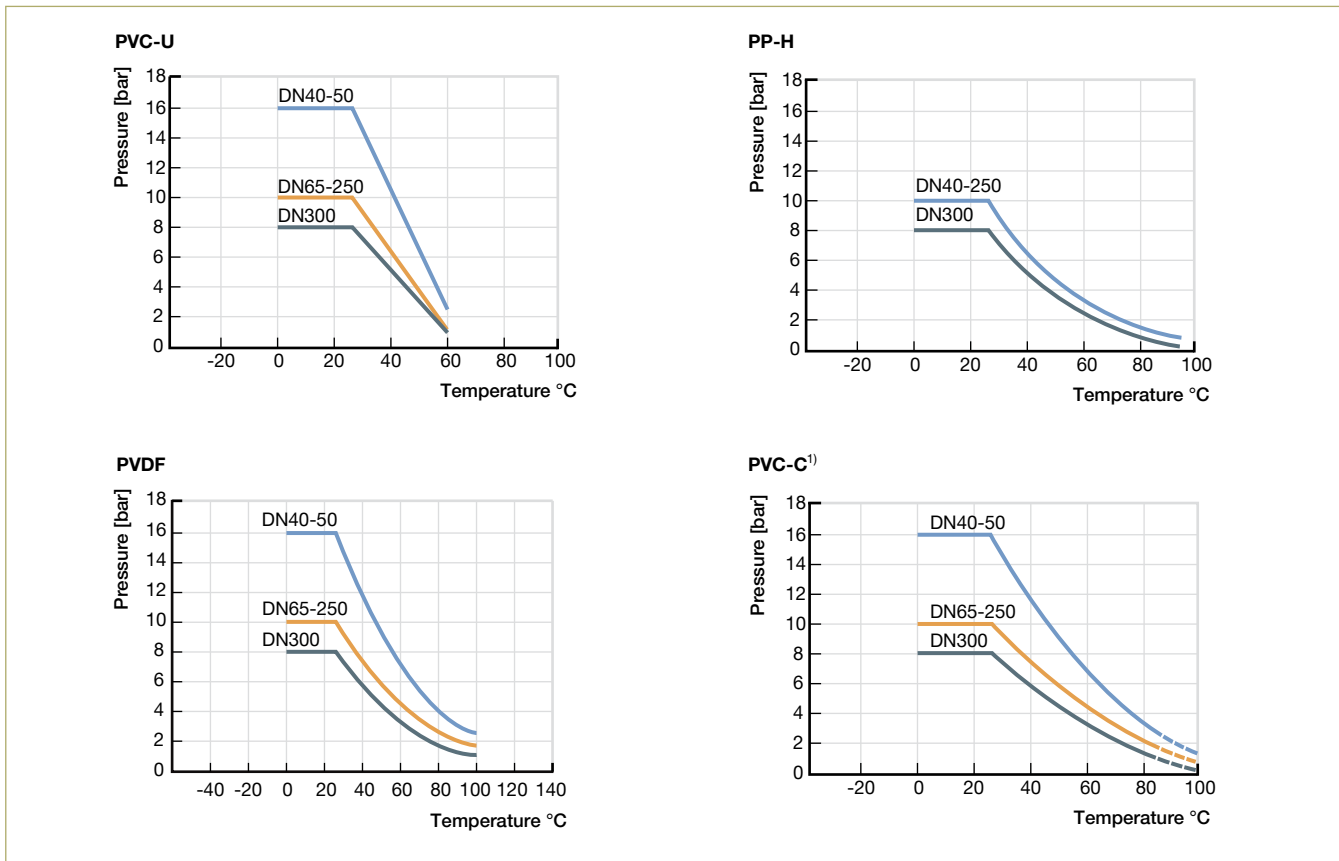 PVC-U
Pressure [bar]
18
16
14
12
10
8
6
4
2
0
DN40-50
DN65-250
DN300
-20 0 20 40 60 80 100
Temperature °C
PP-H
Pressure [bar]
18
16
14
12
10
8
6
4
2
0
DN40-250
DN300
-20 0 20 40 60 80 100
Temperature °C
PVDF
Pressure [bar]
18
16
14
12
10
8
6
4
2
0
DN40-50
DN65-250
DN300
-40 -20 0 20 40 60 80 100 120 140
Temperature °C
PVC-C¹⁾
Pressure [bar]
18
16
14
12
10
8
6
4
2
0
DN40-50
DN65-250
DN300
-20 0 20 40 60 80 100
Temperature °C